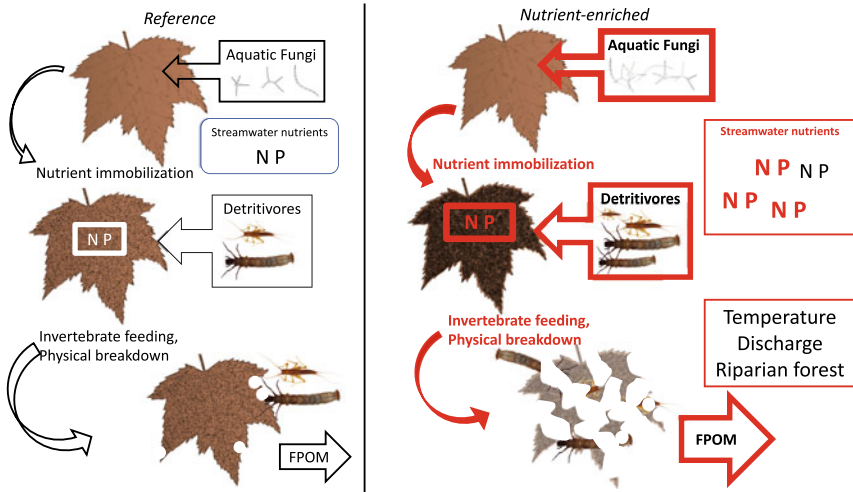 Reference
Aquatic Fungi
Streamwater nutrients
N P
Nutrient immobilization
Detritivores
N P
Invertebrate feeding,
Physical breakdown
FPOM
Nutrient-enriched
Aquatic Fungi
Streamwater nutrients
N P N P
N P N P
Nutrient immobilization
Detritivores
N P
Invertebrate feeding,
Physical breakdown
Temperature
Discharge
Riparian forest
FPOM